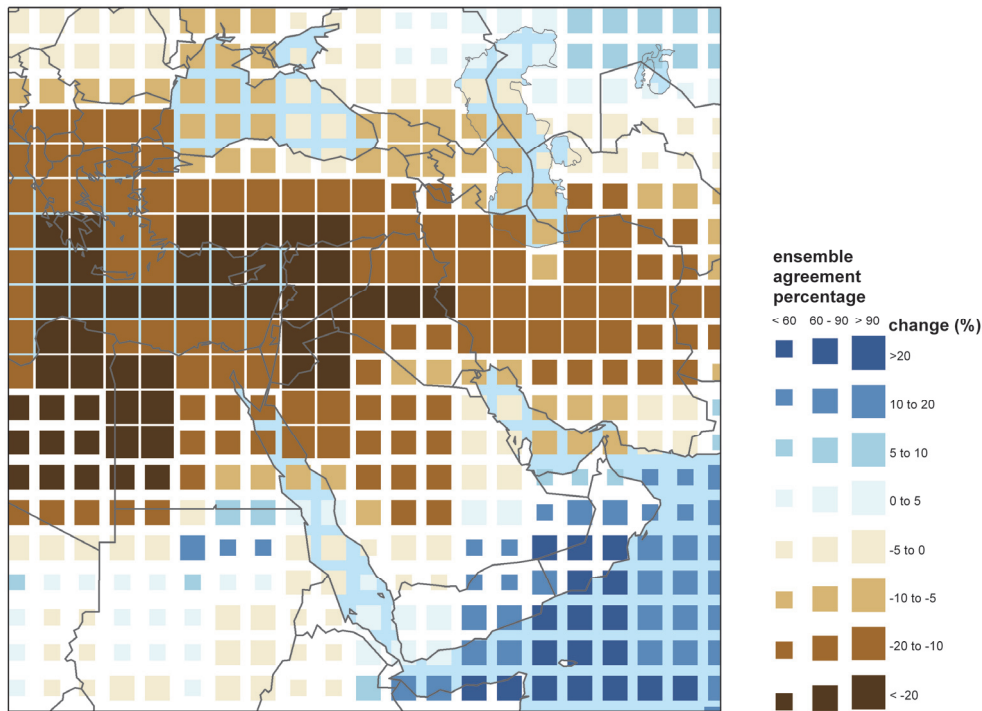 ensemble
agreement
percentage
< 60 60 - 90 > 90 change (%)
>20
10 to 20
5 to 10
0 to 5
-5 to 0
-10 to -5
-20 to -10
< -20